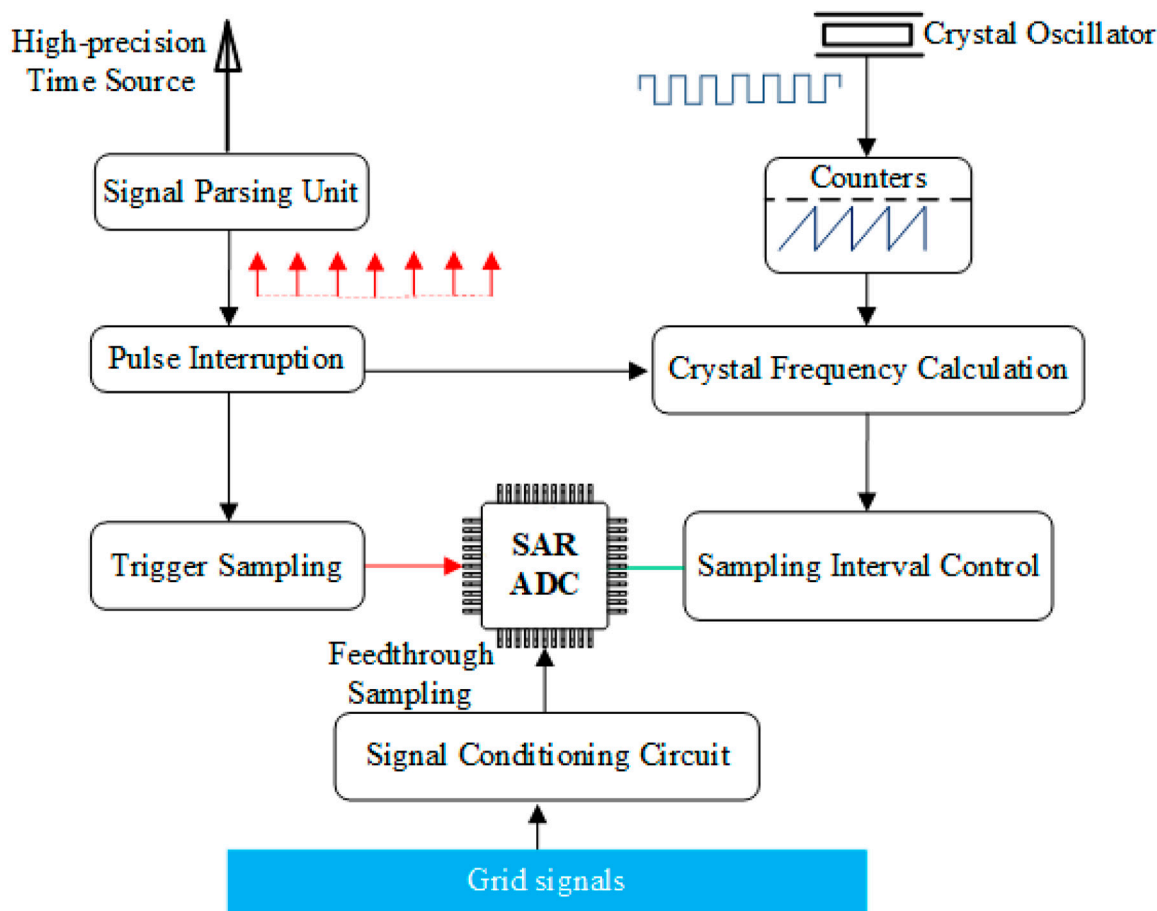 High-precision
Time Source
Crystal Oscillator
Signal Parsing Unit
Counters
Pulse Interruption
Crystal Frequency Calculation
Trigger Sampling
SAR
ADC
Sampling Interval Control
Feedthrough
Sampling
Signal Conditioning Circuit
Grid signals